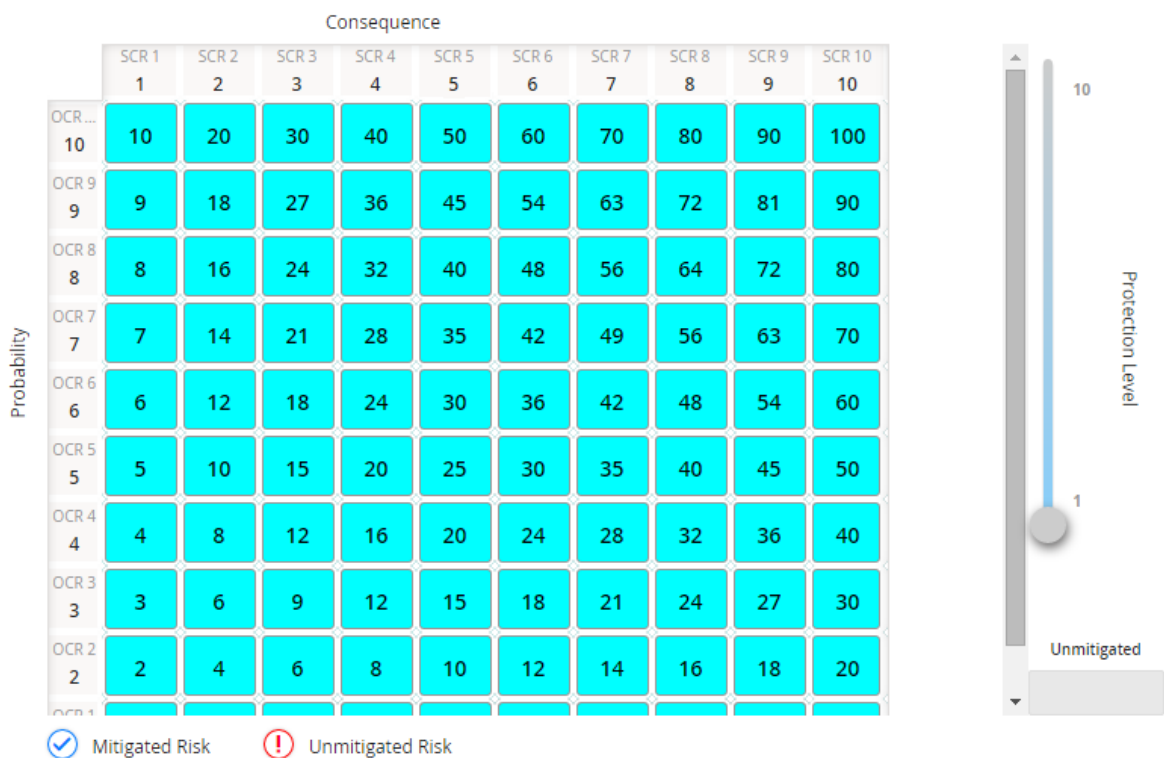 Consequence
SCR 1 SCR 2 SCR 3 SCR 4 SCR 5 SCR 6 SCR 7 SCR 8 SCR 9 SCR 10
1 2 3 4 5 6 7 8 9 10
OCR ...
10 10 20 30 40 50 60 70 80 90 100
OCR 9
9 9 18 27 36 45 54 63 72 81 90
OCR 8
8 8 16 24 32 40 48 56 64 72 80
OCR 7
7 7 14 21 28 35 42 49 56 63 70
OCR 6
6 6 12 18 24 30 36 42 48 54 60
OCR 5
5 5 10 15 20 25 30 35 40 45 50
OCR 4
4 4 8 12 16 20 24 28 32 36 40
OCR 3
3 3 6 9 12 15 18 21 24 27 30
OCR 2
2 2 4 6 8 10 12 14 16 18 20
OCR 1
Probability
10
1
Protection Level
Unmitigated
Mitigated Risk
Unmitigated Risk